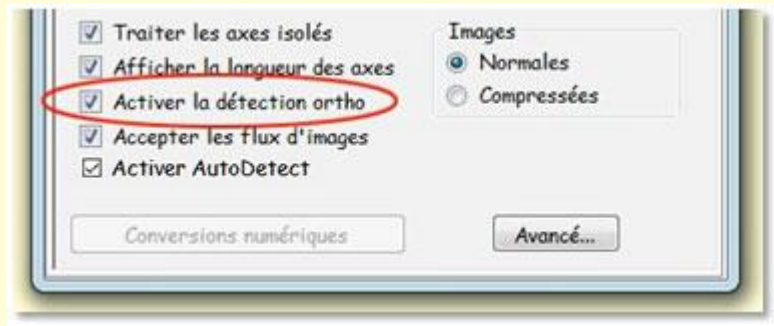 Traiter les axes isolés
Afficher la longueur des axes
Activer la détection ortho
Accepter les flux d'images
Activer AutoDetect
Images
Normales
Compressées
Conversions numériques
Avancé...